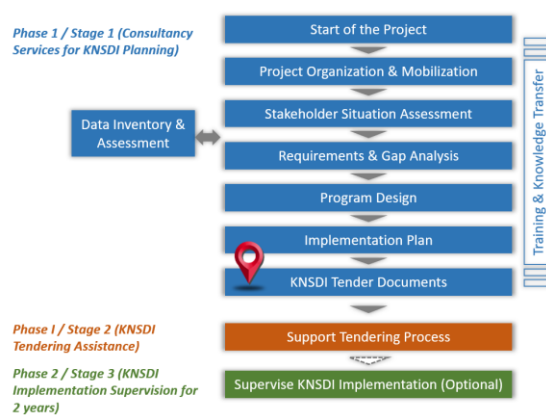 Phase 1 / Stage 1 (Consultancy
Services for KNSDI Planning)
Start of the Project
Project Organization & Mobilization
Stakeholder Situation Assessment
Data Inventory &
Assessment
Requirements & Gap Analysis
Program Design
Implementation Plan
KNSDI Tender Documents
Training & Knowledge Transfer
Phase I / Stage 2 (KNSDI
Tendering Assistance)
Support Tendering Process
Phase 2 / Stage 3 (KNSDI
Implementation Supervision for
2 years)
Supervise KNSDI Implementation (Optional)